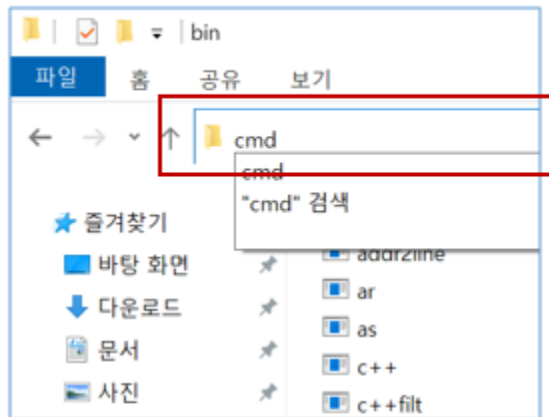 bin
파일 홈 공유 보기
cmd
cmd
"cmd" 검색
즐겨찾기
바탕 화면
다운로드
문서
사진
addr2line
ar
as
c++
c++filt